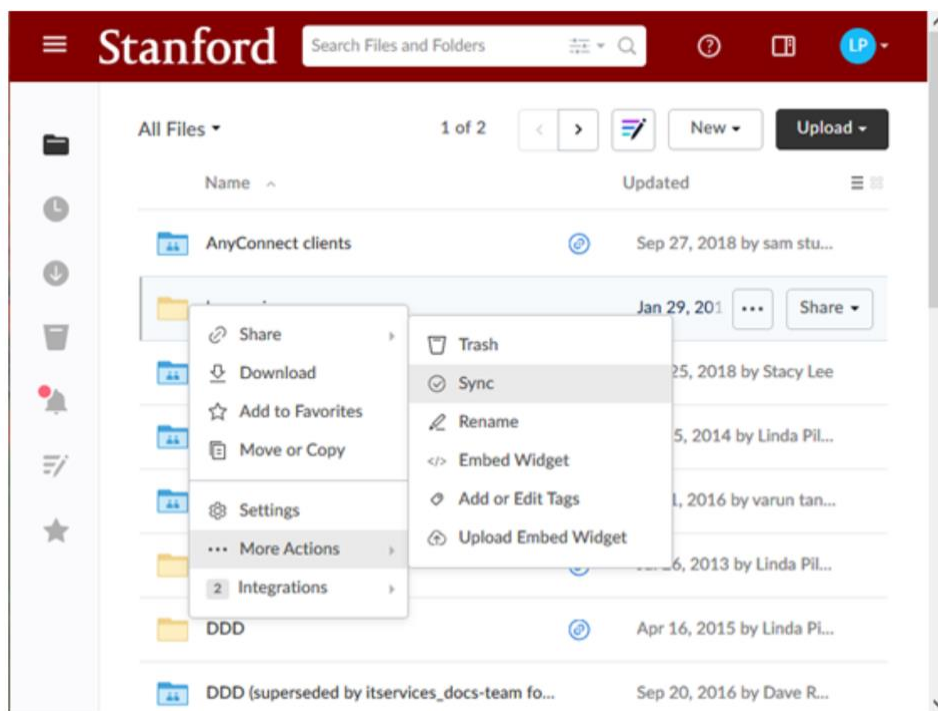 Stanford
Search Files and Folders
LP
All Files
1 of 2
New
Upload
Name
Updated
AnyConnect clients
Sep 27, 2018 by sam stu...
Jan 29, 201
Share
Share
Download
Add to Favorites
Move or Copy
Settings
More Actions
2 Integrations
Trash
Sync
Rename
Embed Widget
Add or Edit Tags
Upload Embed Widget
25, 2018 by Stacy Lee
5, 2014 by Linda Pil...
, 2016 by varun tan...
6, 2013 by Linda Pil...
DDD
Apr 16, 2015 by Linda Pi...
DDD (superseded by itservices_docs-team fo...
Sep 20, 2016 by Dave R...